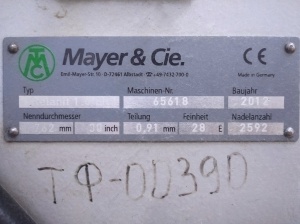 TMC Mayer & Cie. CE
Emil-Mayer-Str. 10 · D-72461 Albstadt · ☎ +49-7432-700-0 Made in Germany
Typ Maschinen-Nr. Baujahr
65618 2012
Nenndurchmesser Teilung Feinheit Nadelanzahl
mm inch 0,91 mm 28 E 2592
ТФ-00390